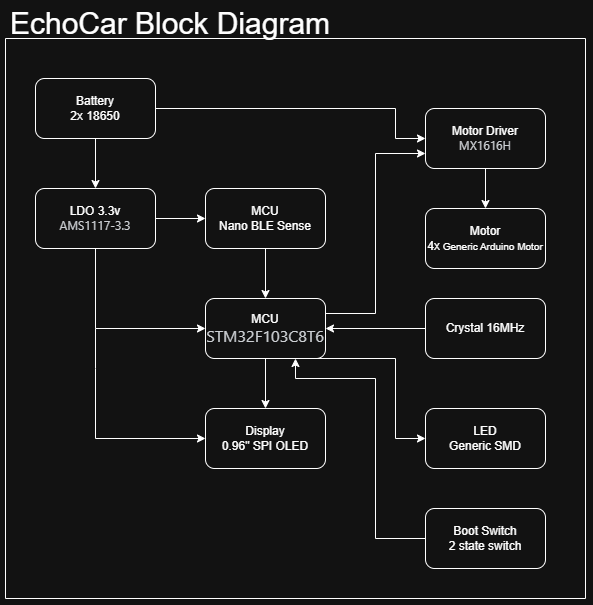 EchoCar Block Diagram
Battery
2x 18650
Motor Driver
MX1616H
LDO 3.3v
AMS1117-3.3
MCU
Nano BLE Sense
Motor
4x Generic Arduino Motor
MCU
STM32F103C8T6
Crystal 16MHz
Display
0.96" SPI OLED
LED
Generic SMD
Boot Switch
2 state switch